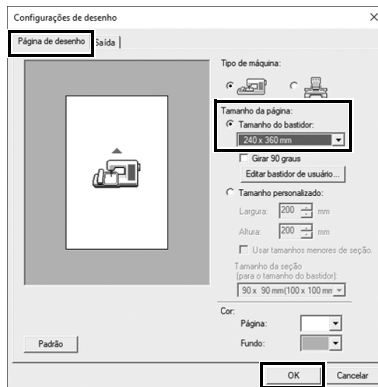 Configurações de desenho
Página de desenho
Saída
Tipo de máquina:
Tamanho da página:
Tamanho do bastidor:
240 x 360 mm
Girar 90 graus
Editar bastidor de usuário...
Tamanho personalizado:
Largura: 200 mm
Altura: 200 mm
Usar tamanhos menores de seção.
Tamanho da seção
(para o tamanho do bastidor):
90 x 90 mm(100 x 100 mm
Cor:
Página:
Fundo:
Padrão
OK
Cancelar